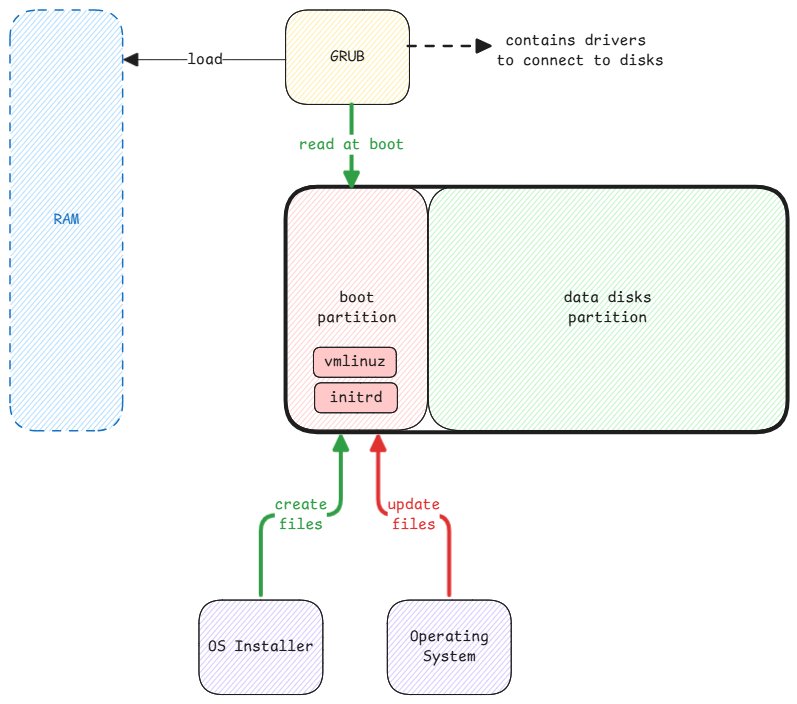 GRUB
contains drivers
to connect to disks
load
read at boot
RAM
boot
partition
data disks
partition
vmlinuz
initrd
create
files
update
files
OS Installer
Operating
System